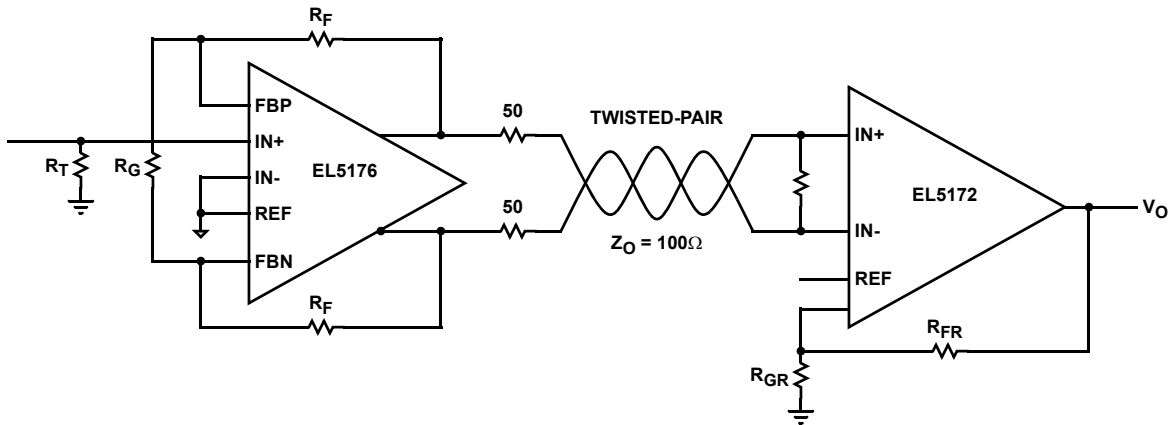 RF
50
FBP
TWISTED-PAIR
IN+
IN+
RT
RG
IN-
EL5176
EL5172
VO
REF
50
IN-
FBN
ZO = 100Ω
REF
RF
RFR
RGR